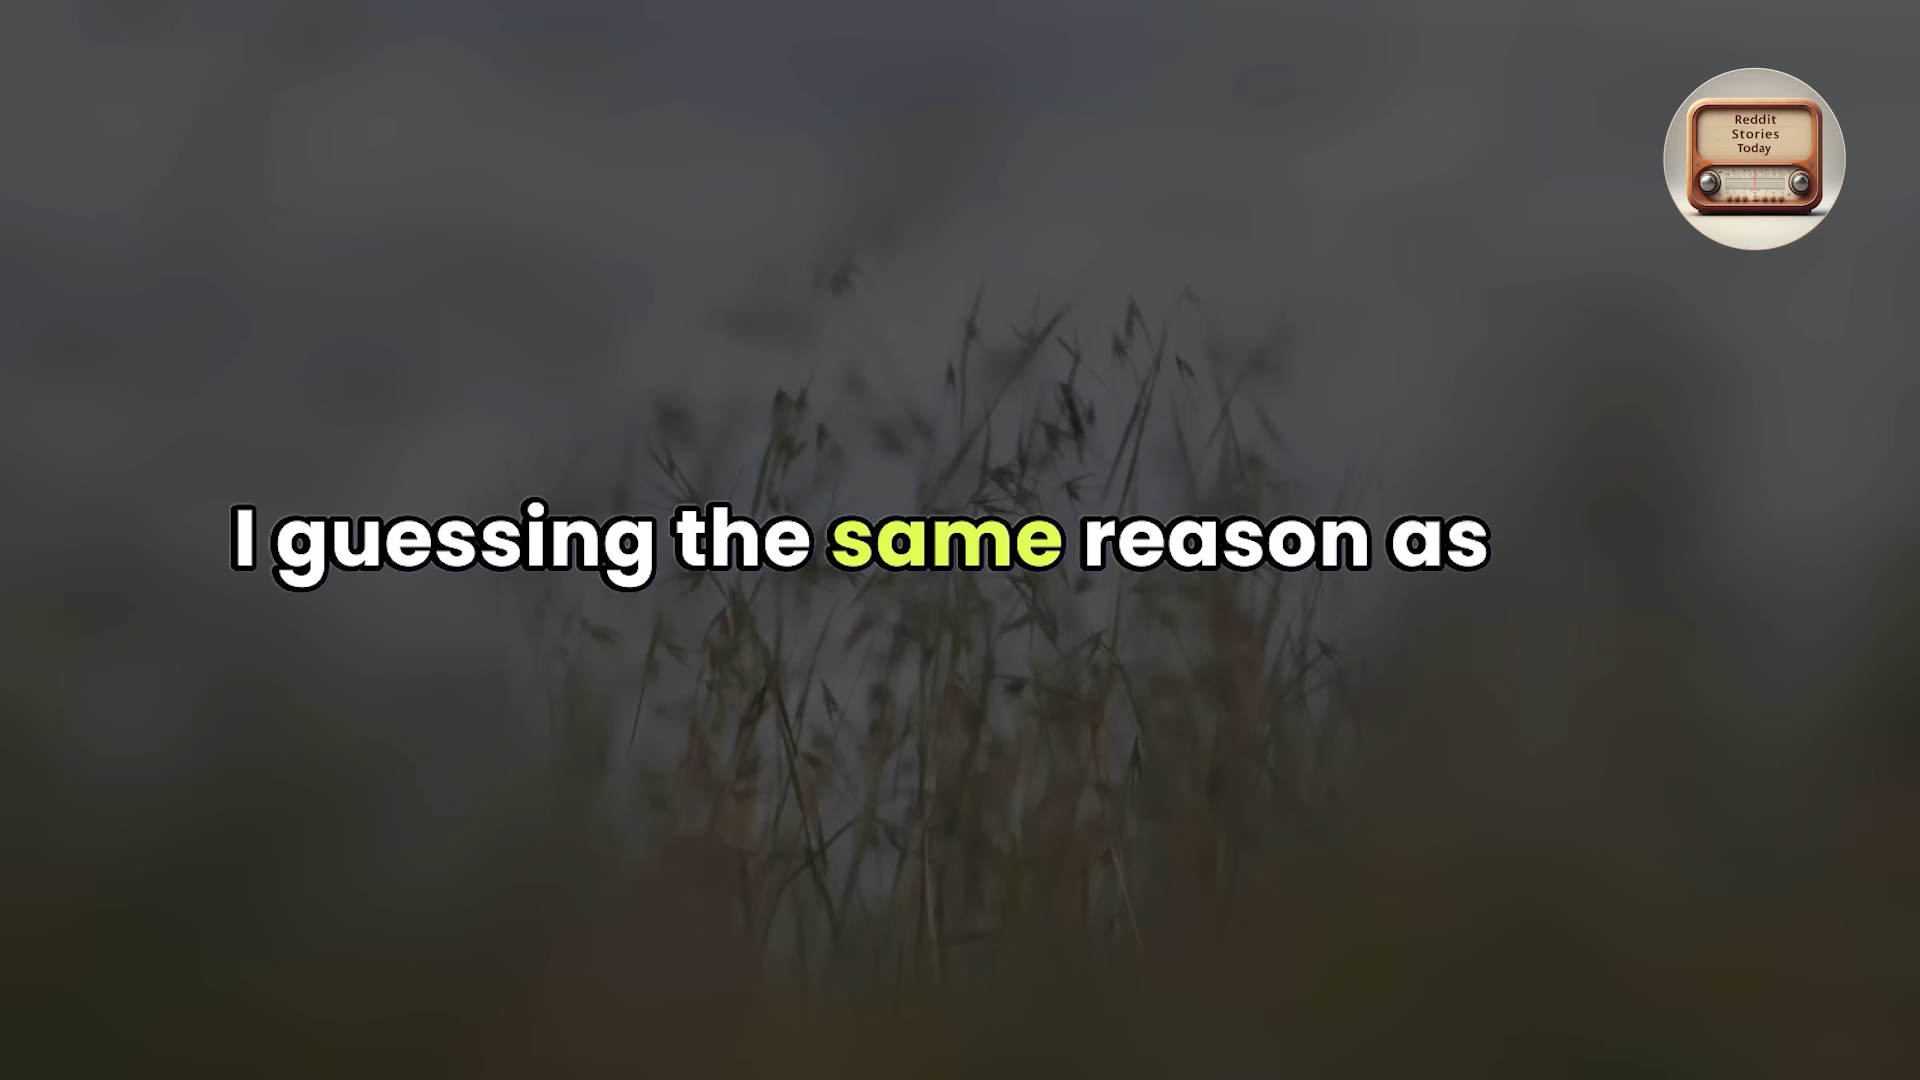 Reddit
Stories
Today
I guessing the same reason as